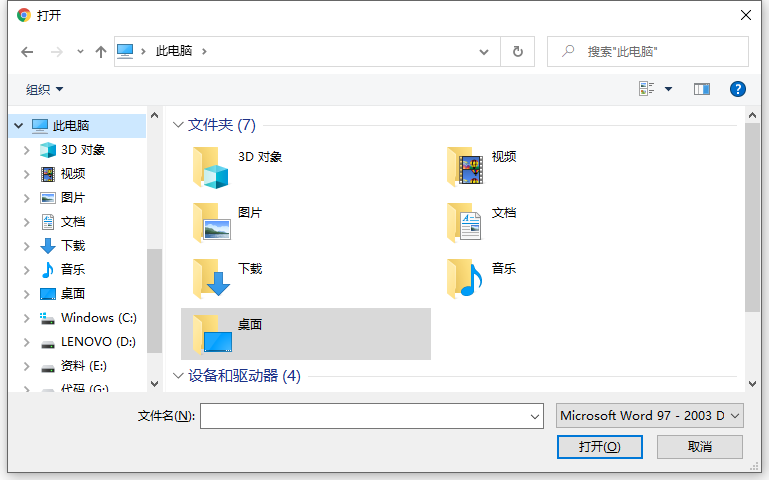 打开
此电脑
搜索"此电脑"
组织
?
此电脑
3D 对象
视频
图片
文档
下载
音乐
桌面
Windows (C:)
LENOVO (D:)
资料 (E:)
代码 (G:)
文件夹 (7)
3D 对象
视频
图片
文档
下载
音乐
桌面
设备和驱动器 (4)
文件名(N):
Microsoft Word 97 - 2003 D
打开(O)
取消